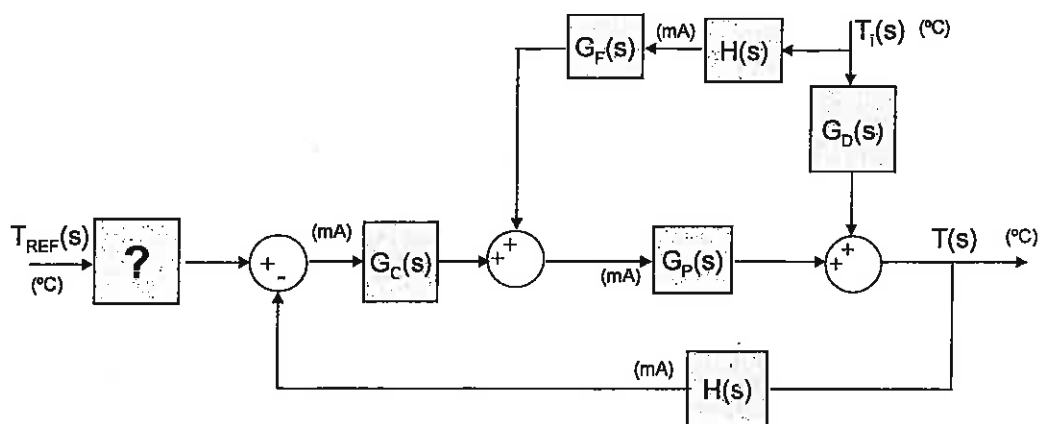 (mA)
T_i(s) (ºC)
G_F(s)
H(s)
G_D(s)
T_REF(s)
(ºC)
?
+
-
(mA)
G_C(s)
+
+
(mA)
G_P(s)
+
+
T(s) (ºC)
(mA)
H(s)